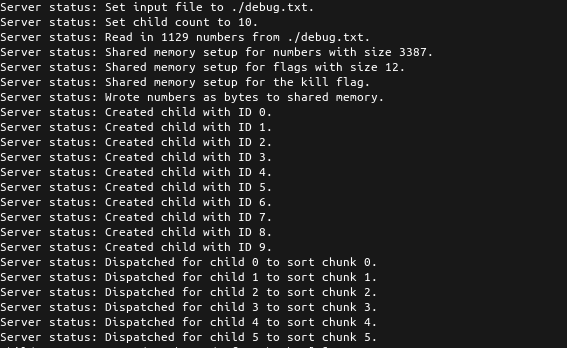 Server status: Set input file to ./debug.txt.
Server status: Set child count to 10.
Server status: Read in 1129 numbers from ./debug.txt.
Server status: Shared memory setup for numbers with size 3387.
Server status: Shared memory setup for flags with size 12.
Server status: Shared memory setup for the kill flag.
Server status: Wrote numbers as bytes to shared memory.
Server status: Created child with ID 0.
Server status: Created child with ID 1.
Server status: Created child with ID 2.
Server status: Created child with ID 3.
Server status: Created child with ID 4.
Server status: Created child with ID 5.
Server status: Created child with ID 6.
Server status: Created child with ID 7.
Server status: Created child with ID 8.
Server status: Created child with ID 9.
Server status: Dispatched for child 0 to sort chunk 0.
Server status: Dispatched for child 1 to sort chunk 1.
Server status: Dispatched for child 2 to sort chunk 2.
Server status: Dispatched for child 3 to sort chunk 3.
Server status: Dispatched for child 4 to sort chunk 4.
Server status: Dispatched for child 5 to sort chunk 5.